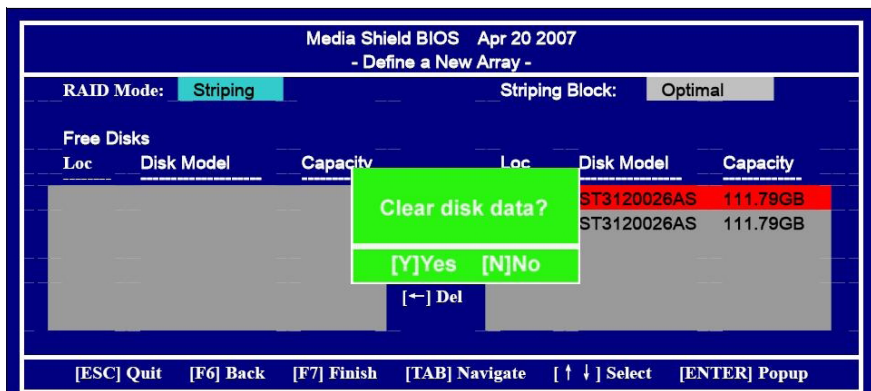 Media Shield BIOS Apr 20 2007
- Define a New Array -
RAID Mode: Striping Striping Block: Optimal
Free Disks
Loc Disk Model Capacity Loc Disk Model Capacity
Clear disk data?
ST3120026AS 111.79GB
ST3120026AS 111.79GB
[Y]Yes [N]No
[←] Del
[ESC] Quit [F6] Back [F7] Finish [TAB] Navigate [↑↓] Select [ENTER] Popup